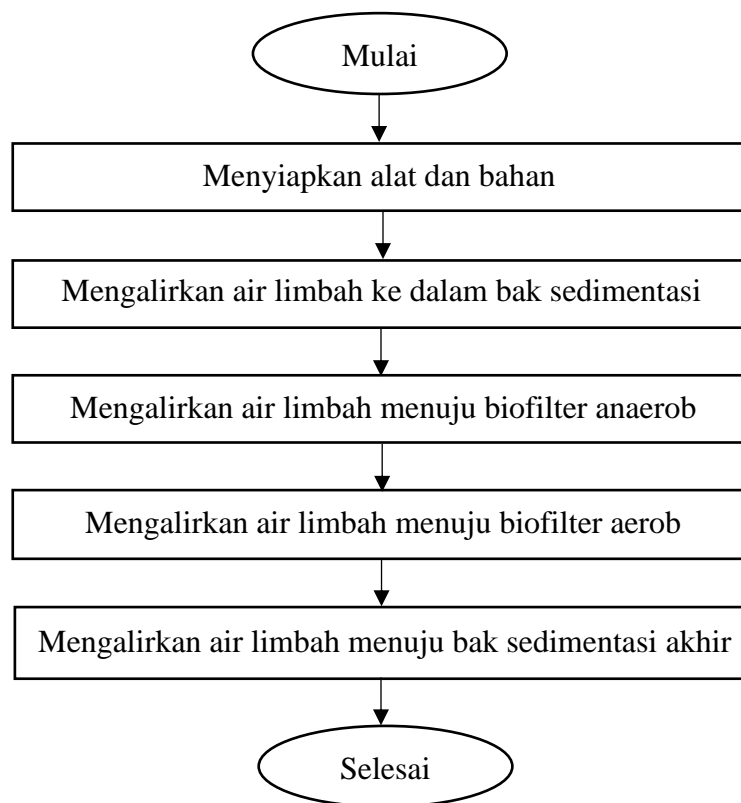 Mulai
Menyiapkan alat dan bahan
Mengalirkan air limbah ke dalam bak sedimentasi
Mengalirkan air limbah menuju biofilter anaerob
Mengalirkan air limbah menuju biofilter aerob
Mengalirkan air limbah menuju bak sedimentasi akhir
Selesai